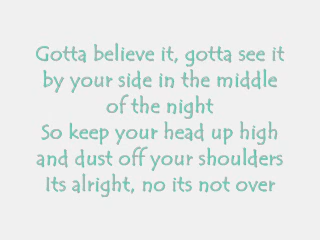 Gotta believe it, gotta see it
by your side in the middle
of the night
So keep your head up high
and dust off your shoulders
Its alright, no its not over